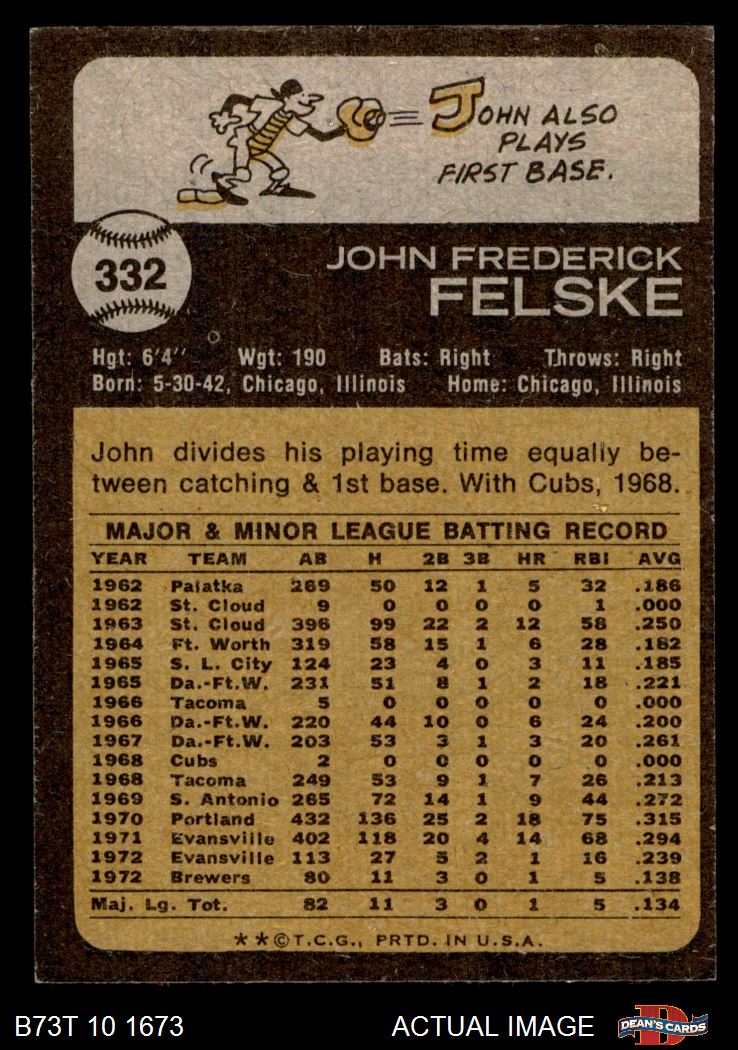 JOHN ALSO
PLAYS
FIRST BASE.
332
JOHN FREDERICK
FELSKE
Hgt: 6'4" Wgt: 190 Bats: Right Throws: Right
Born: 5-30-42, Chicago, Illinois Home: Chicago, Illinois
John divides his playing time equally be-
tween catching & 1st base. With Cubs, 1968.
MAJOR & MINOR LEAGUE BATTING RECORD
YEAR TEAM AB H 2B 3B HR RBI AVG
1962 Palatka 269 50 12 1 5 32 .186
1962 St. Cloud 9 0 0 0 0 1 .000
1963 St. Cloud 396 99 22 2 12 58 .250
1964 Ft. Worth 319 58 15 1 6 28 .182
1965 S. L. City 124 23 4 0 3 11 .185
1965 Da.-Ft.W. 231 51 8 1 2 18 .221
1966 Tacoma 5 0 0 0 0 0 .000
1966 Da.-Ft.W. 220 44 10 0 6 24 .200
1967 Da.-Ft.W. 203 53 3 1 3 20 .261
1968 Cubs 2 0 0 0 0 0 .000
1968 Tacoma 249 53 9 1 7 26 .213
1969 S. Antonio 265 72 14 1 9 44 .272
1970 Portland 432 136 25 2 18 75 .315
1971 Evansville 402 118 20 4 14 68 .294
1972 Evansville 113 27 5 2 1 16 .239
1972 Brewers 80 11 3 0 1 5 .138
Maj. Lg. Tot. 82 11 3 0 1 5 .134
**©T.C.G., PRTD. IN U.S.A.
B73T 10 1673 ACTUAL IMAGE
D
DEAN'S CARDS